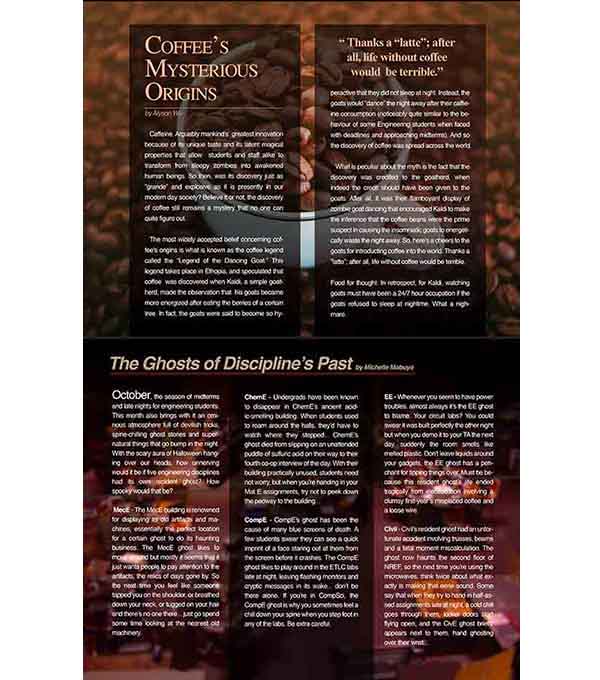 COFFEE'S
MYSTERIOUS
ORIGINS
by Alyson Wu
Caffeine. Arguably mankind's greatest innovation
because of its unique taste and its latent magical
properties that allow students and staff alike to
transform from sleepy zombies into awakened
human beings. So then, was its discovery just as
"grande" and explosive as it is presently in our
modern day society? Believe it or not, the discovery
of coffee still remains a mystery that no one can
quite figure out.
The most widely accepted belief concerning cof-
fee's origins is what is known as the coffee legend
called the "Legend of the Dancing Goat." This
legend takes place in Ethiopia, and speculated that
coffee was discovered when Kaldi, a simple goat-
herd, made the observation that his goats became
more energized after eating the berries of a certain
tree. In fact, the goats were said to become so hy-
" Thanks a "latte"; after
all, life without coffee
would be terrible."
peractive that they did not sleep at night. Instead, the
goats would "dance" the night away after their caffe-
ine consumption (noticeably quite similar to the be-
haviour of some Engineering students when faced
with deadlines and approaching midterms). And so
the discovery of coffee was spread across the world.
What is peculiar about the myth is the fact that the
discovery was credited to the goatherd, when
indeed the credit should have been given to the
goats. After all, it was their flamboyant display of
zombie goat dancing that encouraged Kaldi to make
the inference that the coffee beans were the prime
suspect in causing the insomniatic goats to energeti-
cally waste the night away. So, here's a cheers to the
goats for introducing coffee into the world. Thanks a
"latte"; after all, life without coffee would be terrible.
Food for thought: In retrospect, for Kaldi, watching
goats must have been a 24/7 hour occupation if the
goats refused to sleep at nightime. What a nigh-
mare.
The Ghosts of Discipline's Past by Michelle Mabuya
October, the season of midterms
and late nights for engineering students.
This month also brings with it an om-
inous atmosphere full of devilish tricks,
spine-chilling ghost stories and super-
natural things that go bump in the night.
With the scary aura of Halloween hang-
ing over our heads, how unnerving
would it be if five engineering disciplines
had its own resident ghost? How
spooky would that be?
MecE - The MecE building is renowned
for displaying its old artifacts and ma-
chines, essentially the perfect location
for a certain ghost to do its haunting
business. The MecE ghost likes to
move around but mostly it seems that it
just wants people to pay attention to the
artifacts, the relics of days gone by. So
the next time you feel like someone
tapped you on the shoulder, or breathed
down your neck, or tugged on your hair
and there's no one there... just go spend
some time looking at the nearest old
machinery.
ChemE - Undergrads have been known
to disappear in ChemE's ancient acid-
smelling building. When students used
to roam around the halls, they'd have to
watch where they stepped. ChemE's
ghost died from slipping on an unattended
puddle of sulfuric acid on their way to their
fourth co-op interview of the day. With their
building practically unused, students need
not worry, but when you're handing in your
Mat E assignments, try not to peek down
the pedway to the building...
CompE - CompE's ghost has been the
cause of many blue screens of death. A
few students swear they can see a quick
imprint of a face staring out at them from
the screen before it crashes. The CompE
ghost likes to play around in the ETLC labs
late at night, leaving flashing monitors and
cryptic messages in its wake... don't be
there alone. If you're in CompSci, the
CompE ghost is why you sometimes feel a
chill down your spine when you step foot in
any of the labs. Be extra careful.
EE - Whenever you seem to have power
troubles, almost always it's the EE ghost
to blame. Your circuit labs? You could
swear it was built perfectly the other night
but when you demo it to your TA the next
day suddenly the room smells like
melted plastic. Don't leave liquids around
your gadgets, the EE ghost has a pen-
chant for tipping things over. Must be be-
cause this resident ghost's life ended
tragically from electrocution involving a
clumsy first-year's misplaced coffee and
a loose wire.
CivE - Civil's resident ghost had an unfor-
tunate accident involving trusses, beams
and a fatal moment miscalculation. The
ghost now haunts the second floor of
NREF, so the next time you're using the
microwaves, think twice about what ex-
actly is making that eerie sound. Some
say that when they try to hand in half-as-
sed assignments late at night, a cold chill
goes through them, locker doors start
flying open, and the CivE ghost briefly
appears next to them, hand ghosting
over their wrist...